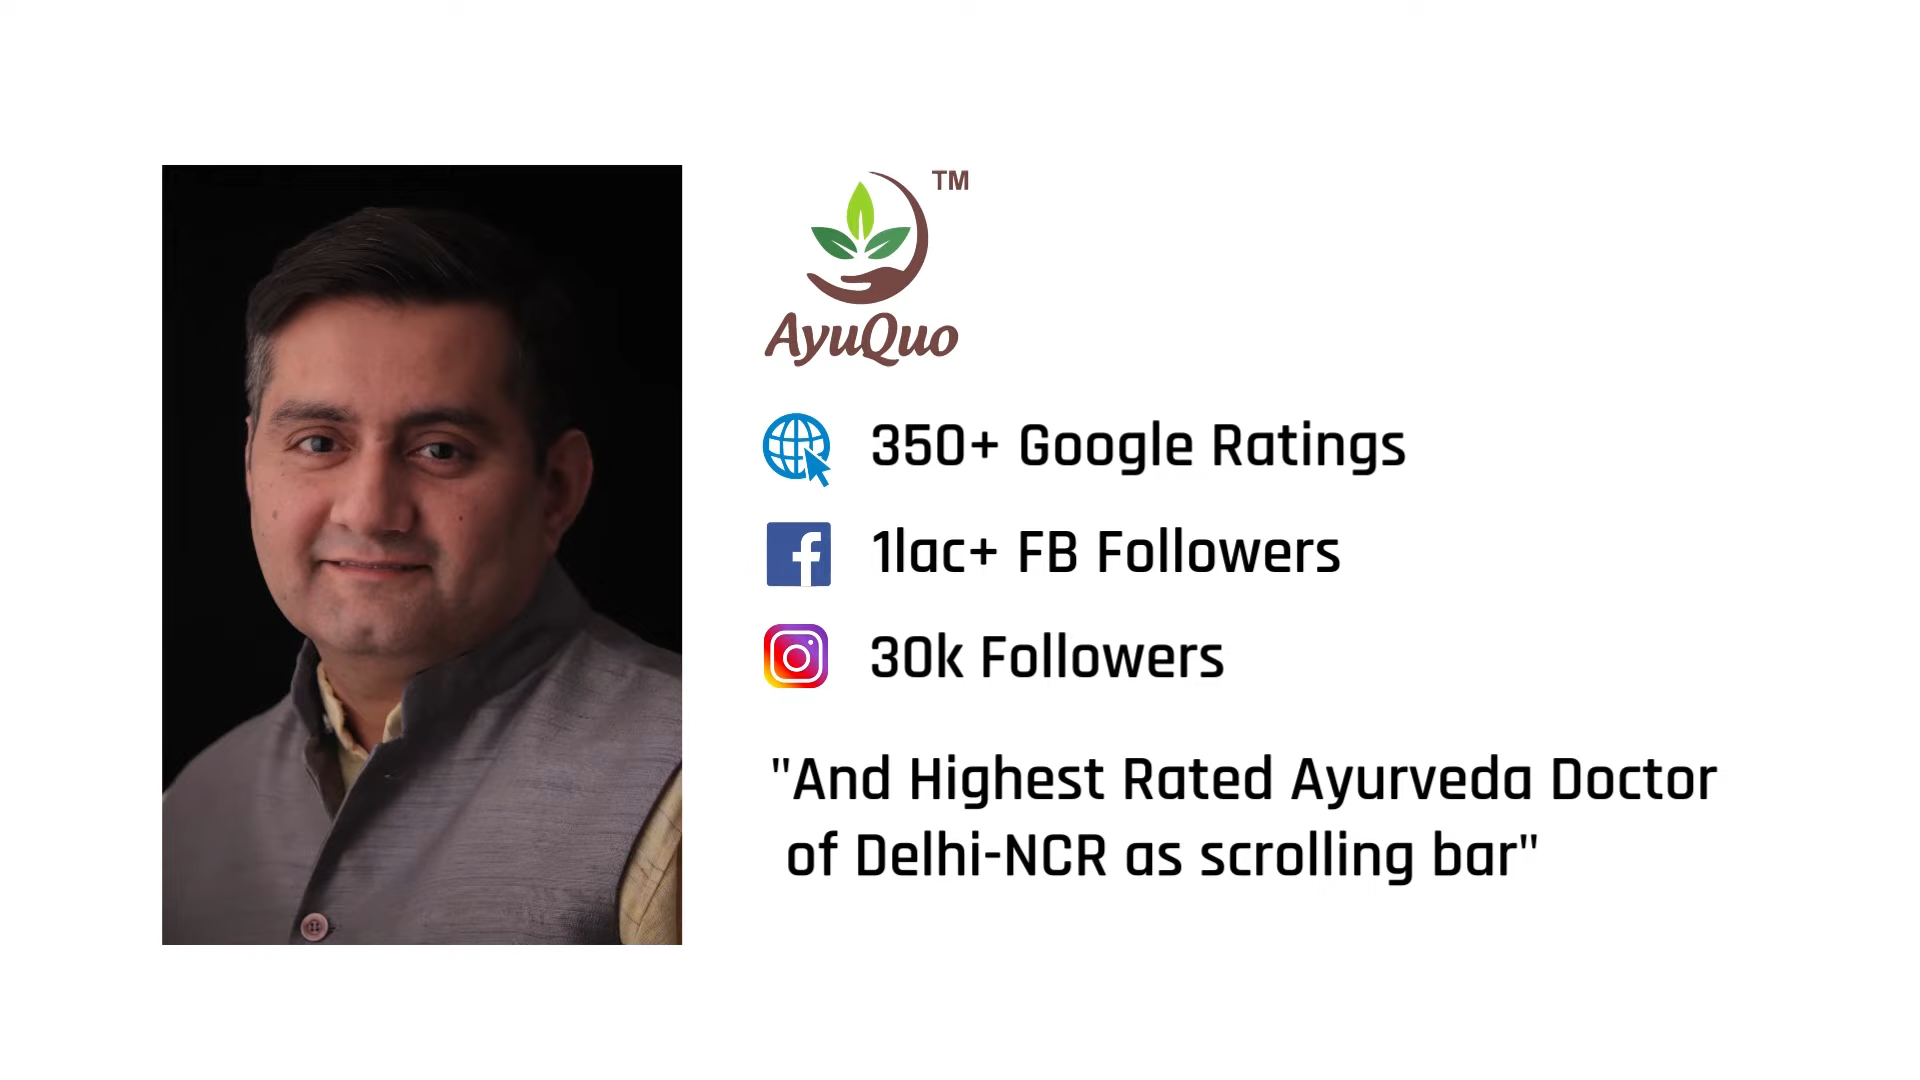 TM
AyuQuo
350+ Google Ratings
1lac+ FB Followers
30k Followers
"And Highest Rated Ayurveda Doctor
of Delhi-NCR as scrolling bar"